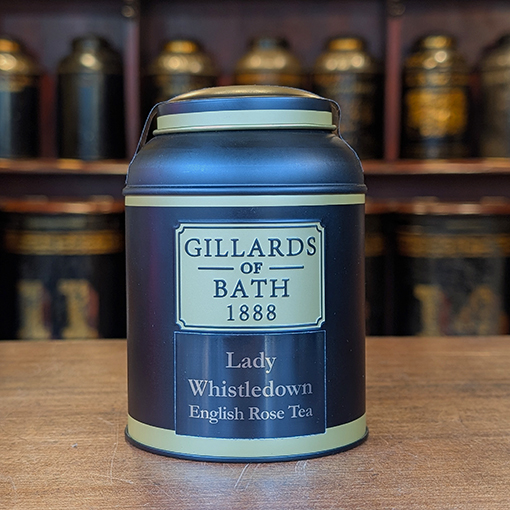 GILLARDS
OF
BATH
1888
Lady
Whistledown
English Rose Tea